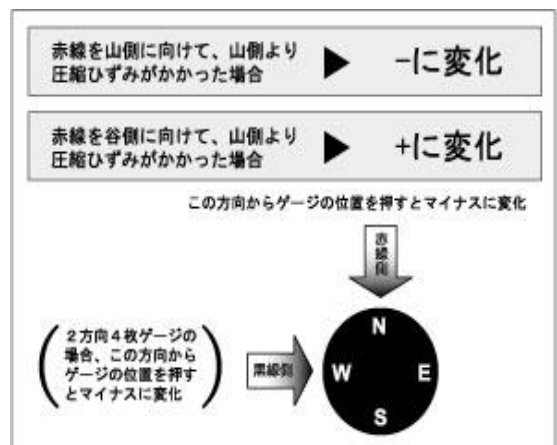 赤線を山側に向けて、山側より
圧縮ひずみがかかった場合
－に変化
赤線を谷側に向けて、山側より
圧縮ひずみがかかった場合
＋に変化
この方向からゲージの位置を押すとマイナスに変化
赤線側
N
２方向４枚ゲージの
場合、この方向から
ゲージの位置を押す
とマイナスに変化
黒線側
W
E
S